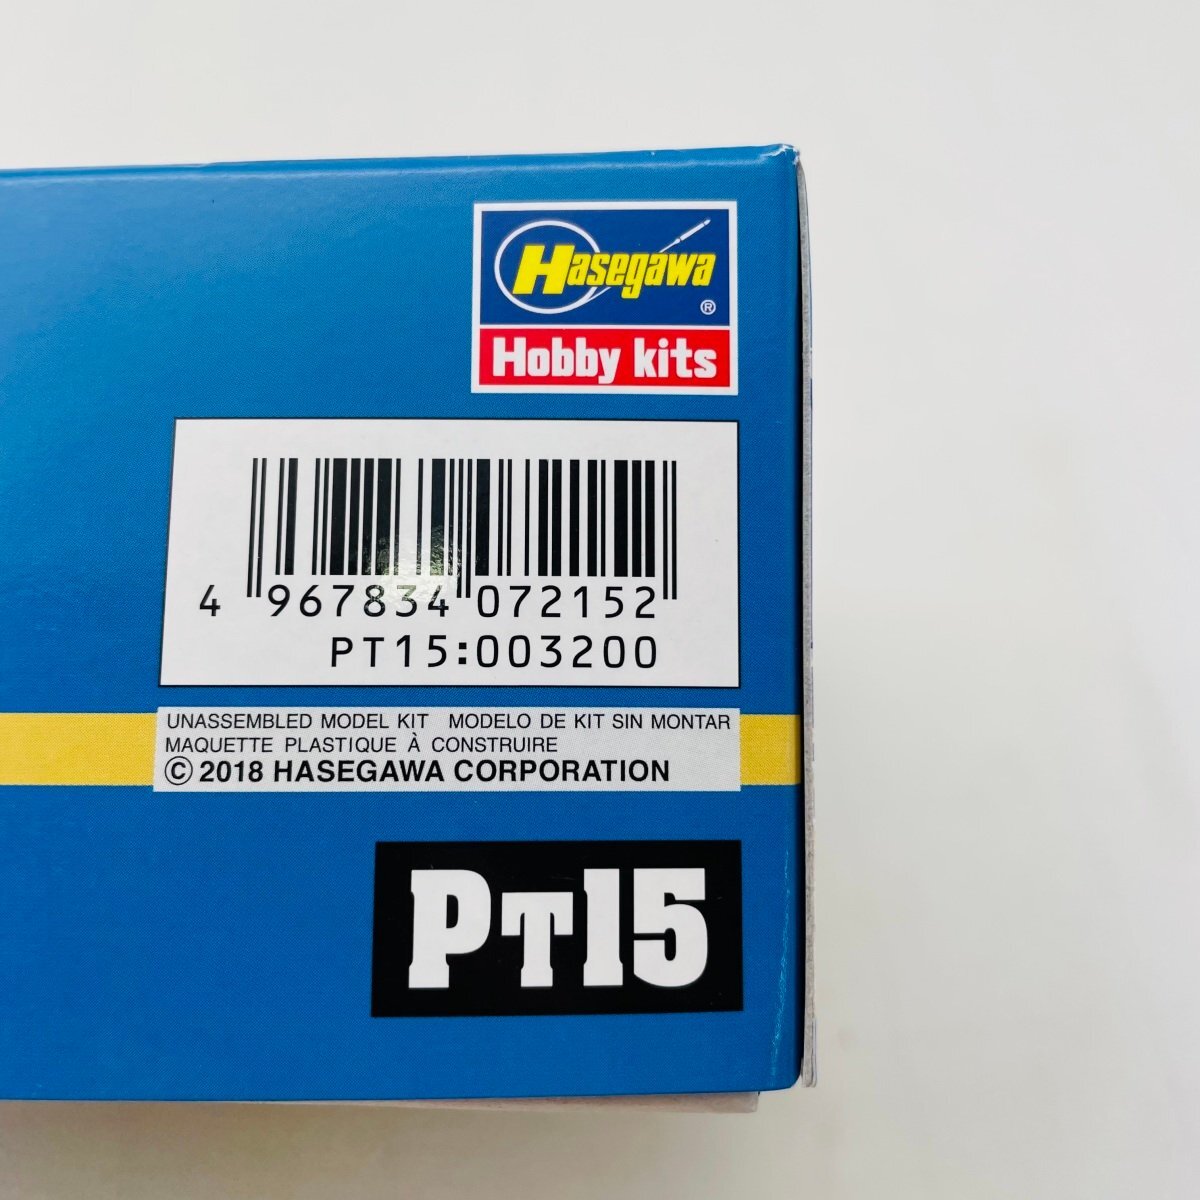 Hasegawa
®
Hobby kits
4 967834 072152
PT15:003200
UNASSEMBLED MODEL KIT MODELO DE KIT SIN MONTAR
MAQUETTE PLASTIQUE À CONSTRUIRE
© 2018 HASEGAWA CORPORATION
PT15